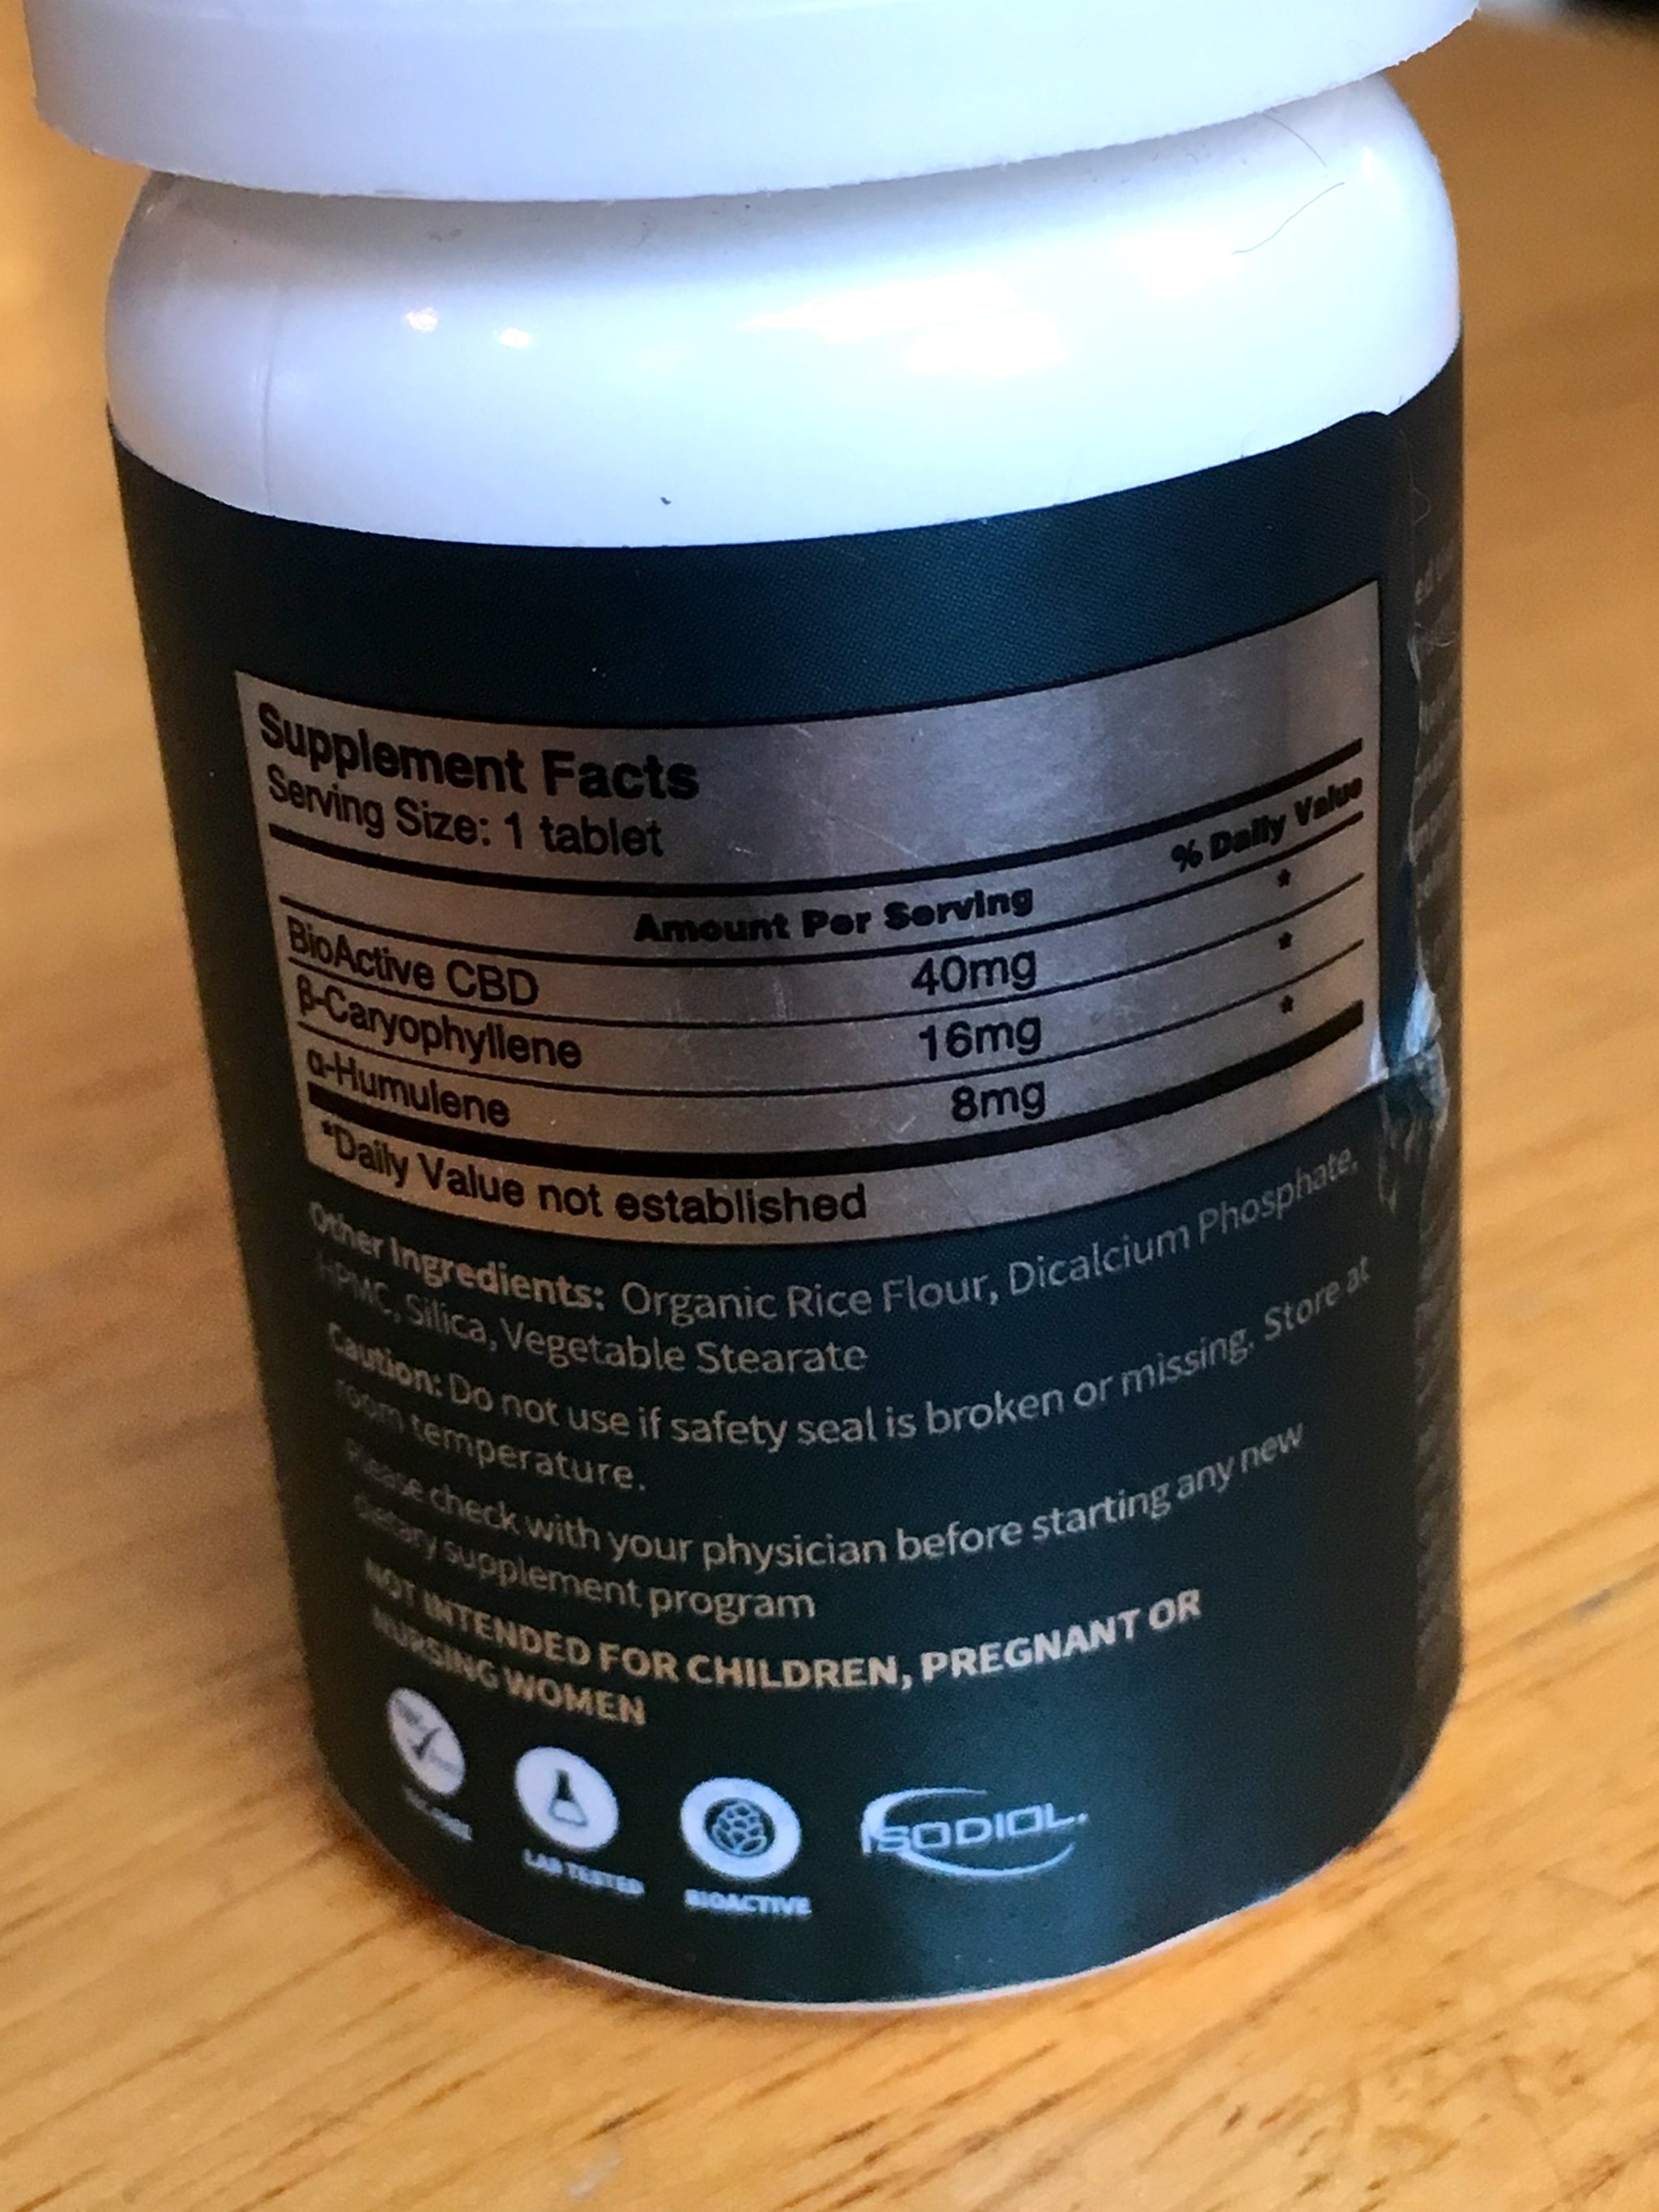 Supplement Facts
Serving Size: 1 tablet
Amount Per Serving % Daily Value
BioActive CBD 40mg *
β-Caryophyllene 16mg *
α-Humulene 8mg *
*Daily Value not established
Other Ingredients: Organic Rice Flour, Dicalcium Phosphate,
HPMC, Silica, Vegetable Stearate
Caution: Do not use if safety seal is broken or missing. Store at
room temperature.
Please check with your physician before starting any new
dietary supplement program
NOT INTENDED FOR CHILDREN, PREGNANT OR
NURSING WOMEN
LAB TESTED
BIOACTIVE
ISODIOL.